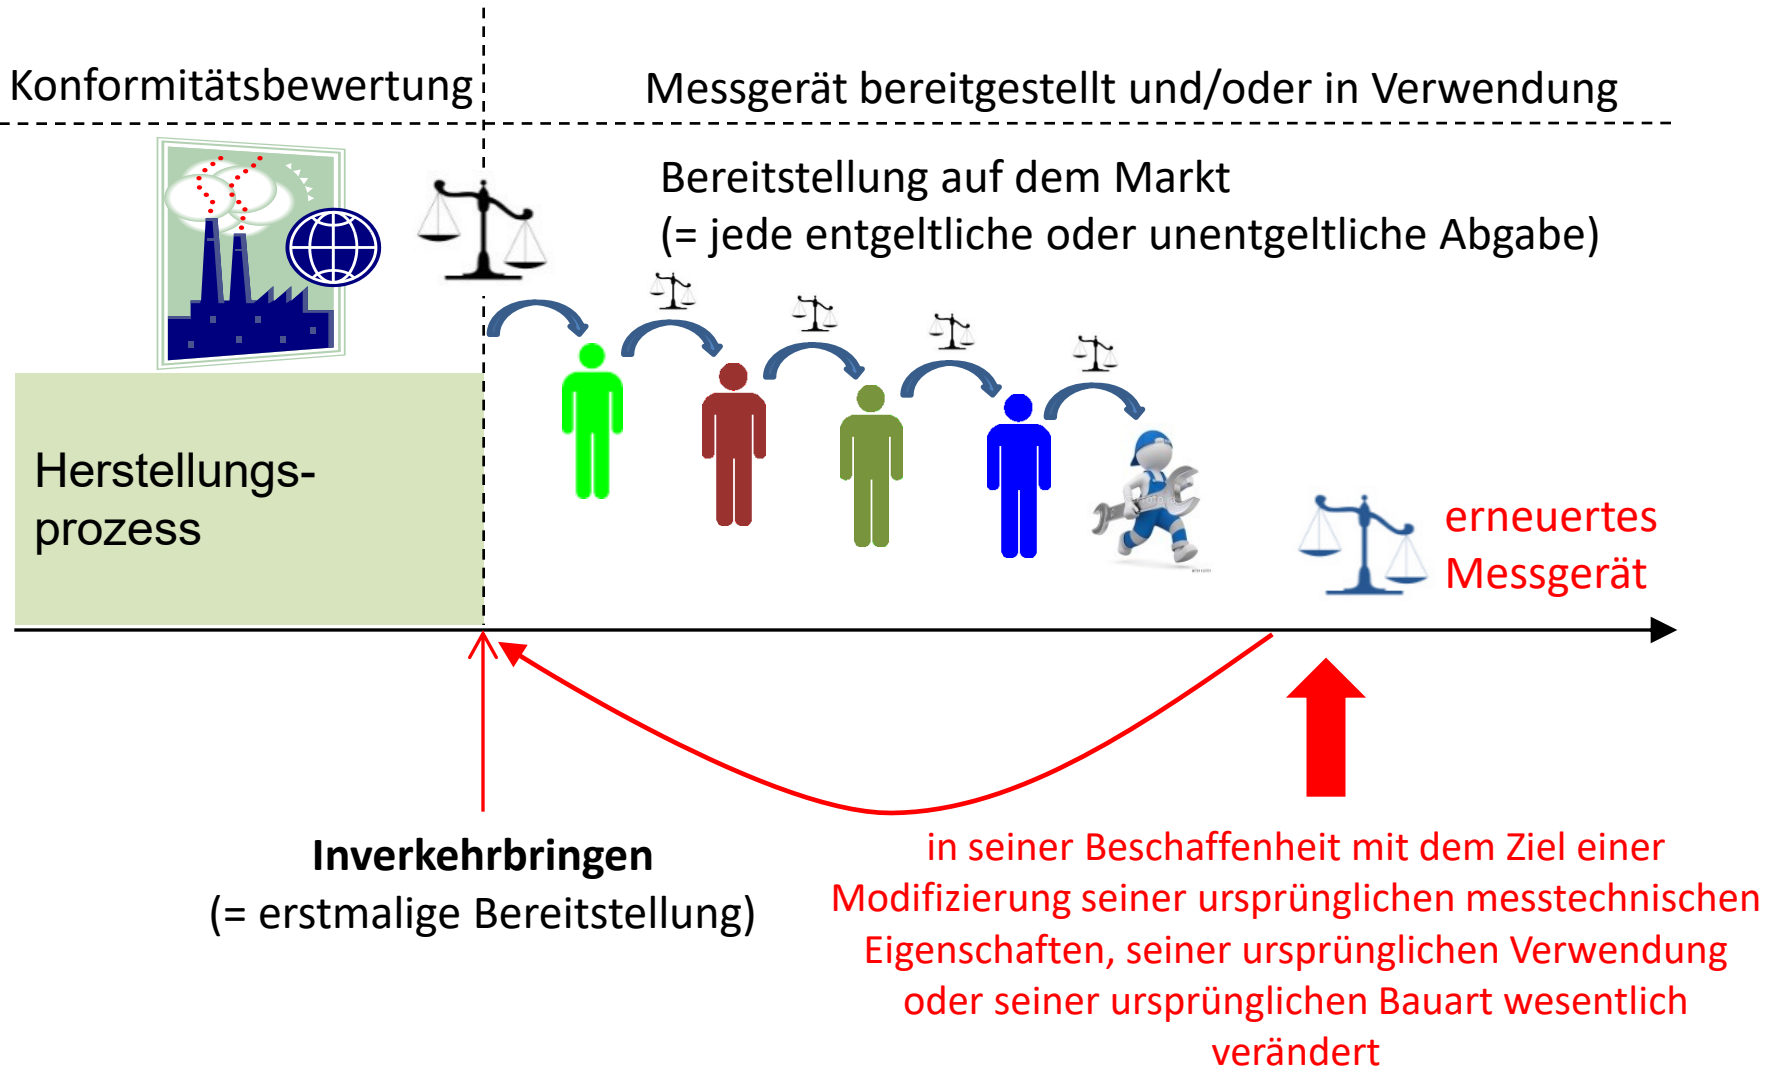 Konformitätsbewertung
Messgerät bereitgestellt und/oder in Verwendung
Bereitstellung auf dem Markt
(= jede entgeltliche oder unentgeltliche Abgabe)
Herstellungs-
prozess
erneuertes
Messgerät
Inverkehrbringen
(= erstmalige Bereitstellung)
in seiner Beschaffenheit mit dem Ziel einer
Modifizierung seiner ursprünglichen messtechnischen
Eigenschaften, seiner ursprünglichen Verwendung
oder seiner ursprünglichen Bauart wesentlich
verändert